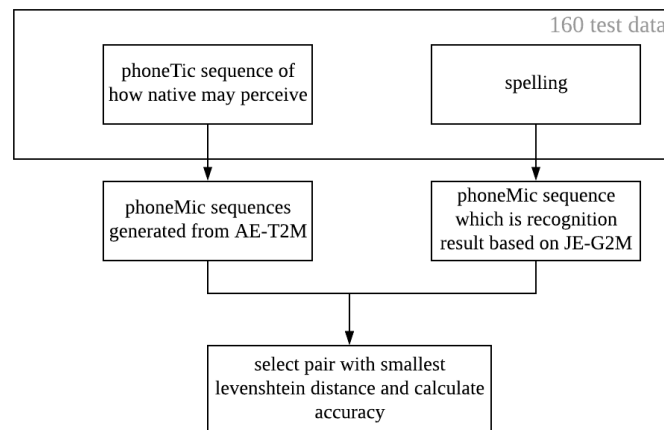 160 test data
phoneTic sequence of
how native may perceive
spelling
phoneMic sequences
generated from AE-T2M
phoneMic sequence
which is recognition
result based on JE-G2M
select pair with smallest
levenshtein distance and calculate
accuracy